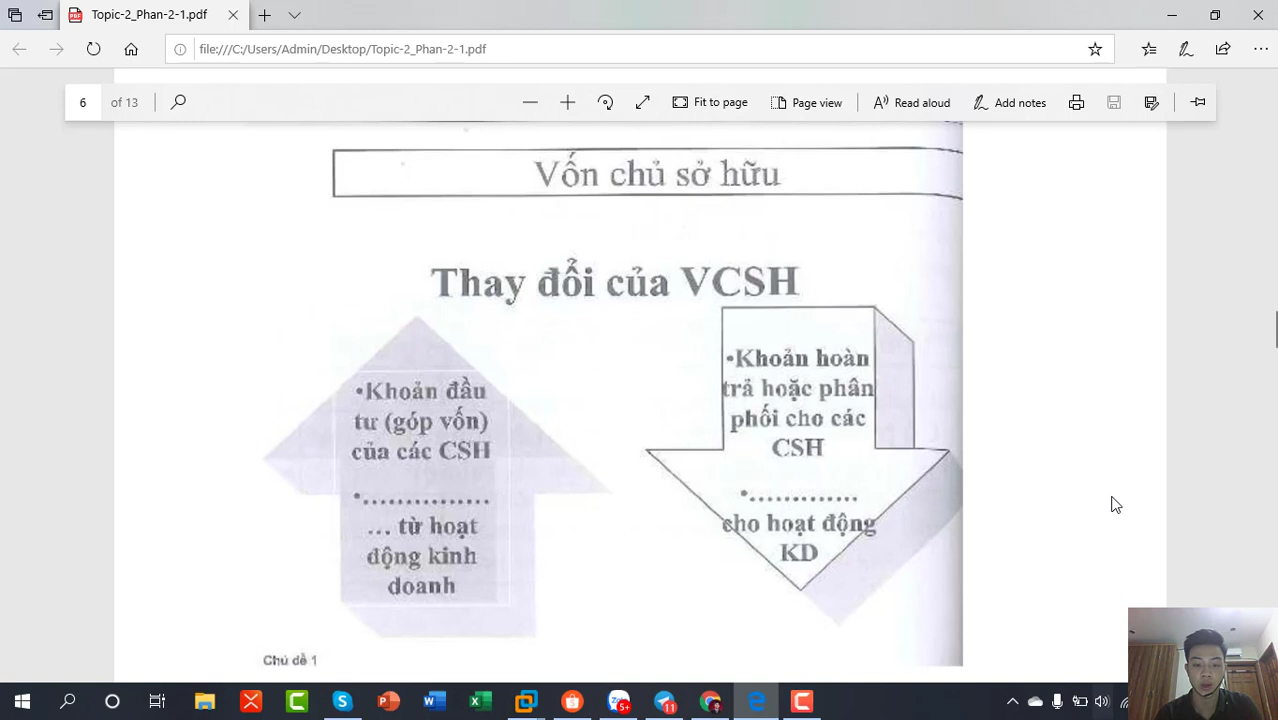 Topic-2_Phan-2-1.pdf
file:///C:/Users/Admin/Desktop/Topic-2_Phan-2-1.pdf
6 of 13
Fit to page
Page view
Read aloud
Add notes
Vốn chủ sở hữu
Thay đổi của VCSH
•Khoản đầu
tư (góp vốn)
của các CSH
•...............
... từ hoạt
động kinh
doanh
•Khoản hoàn
trả hoặc phân
phối cho các
CSH
•.............
cho hoạt động
KD
Chủ đề 1
5+
11